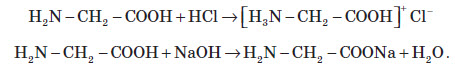 H₂N – CH₂ – COOH + HCl → [H₃N – CH₂ – COOH]⁺ Cl⁻
H₂N – CH₂ – COOH + NaOH → H₂N – CH₂ – COONa + H₂O.